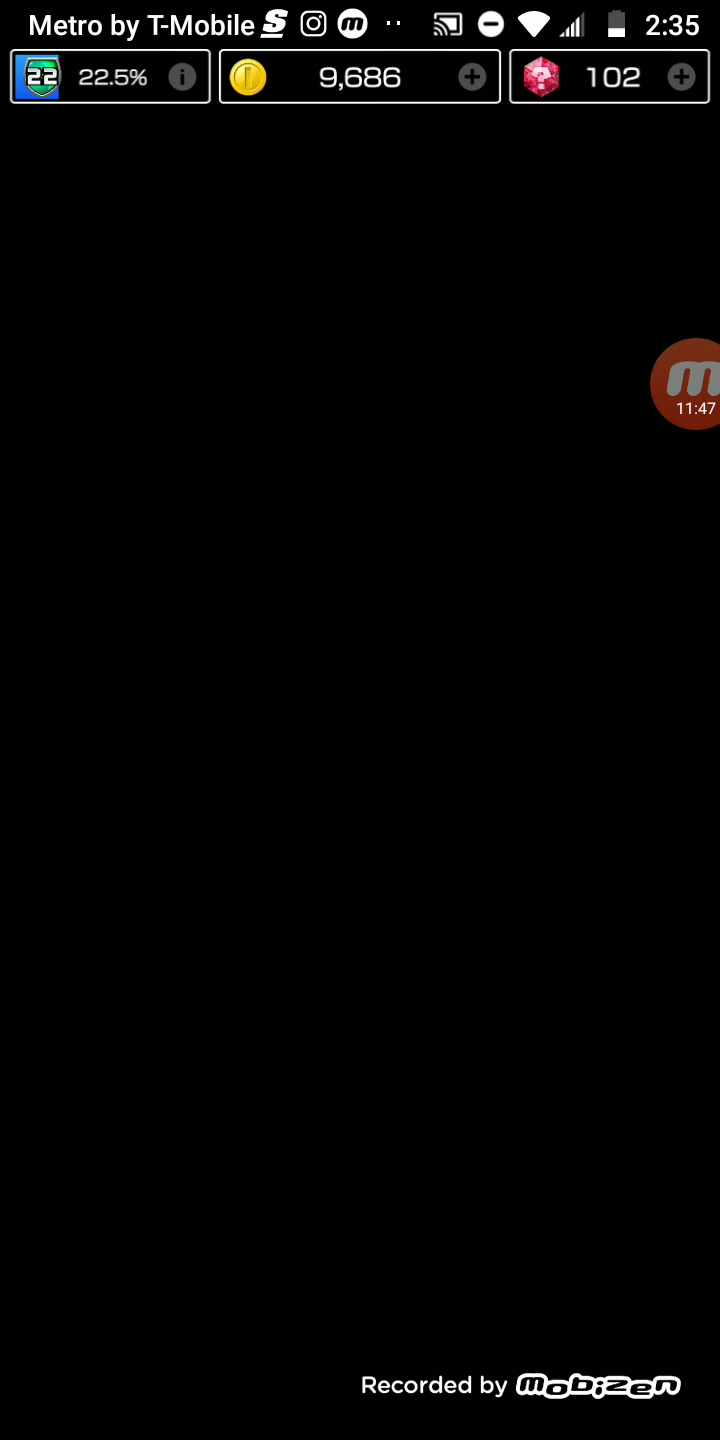 Metro by T-Mobile S m 2:35
22 22.5% i 9,686 + ? 102 +
m
11:47
Recorded by mobizen